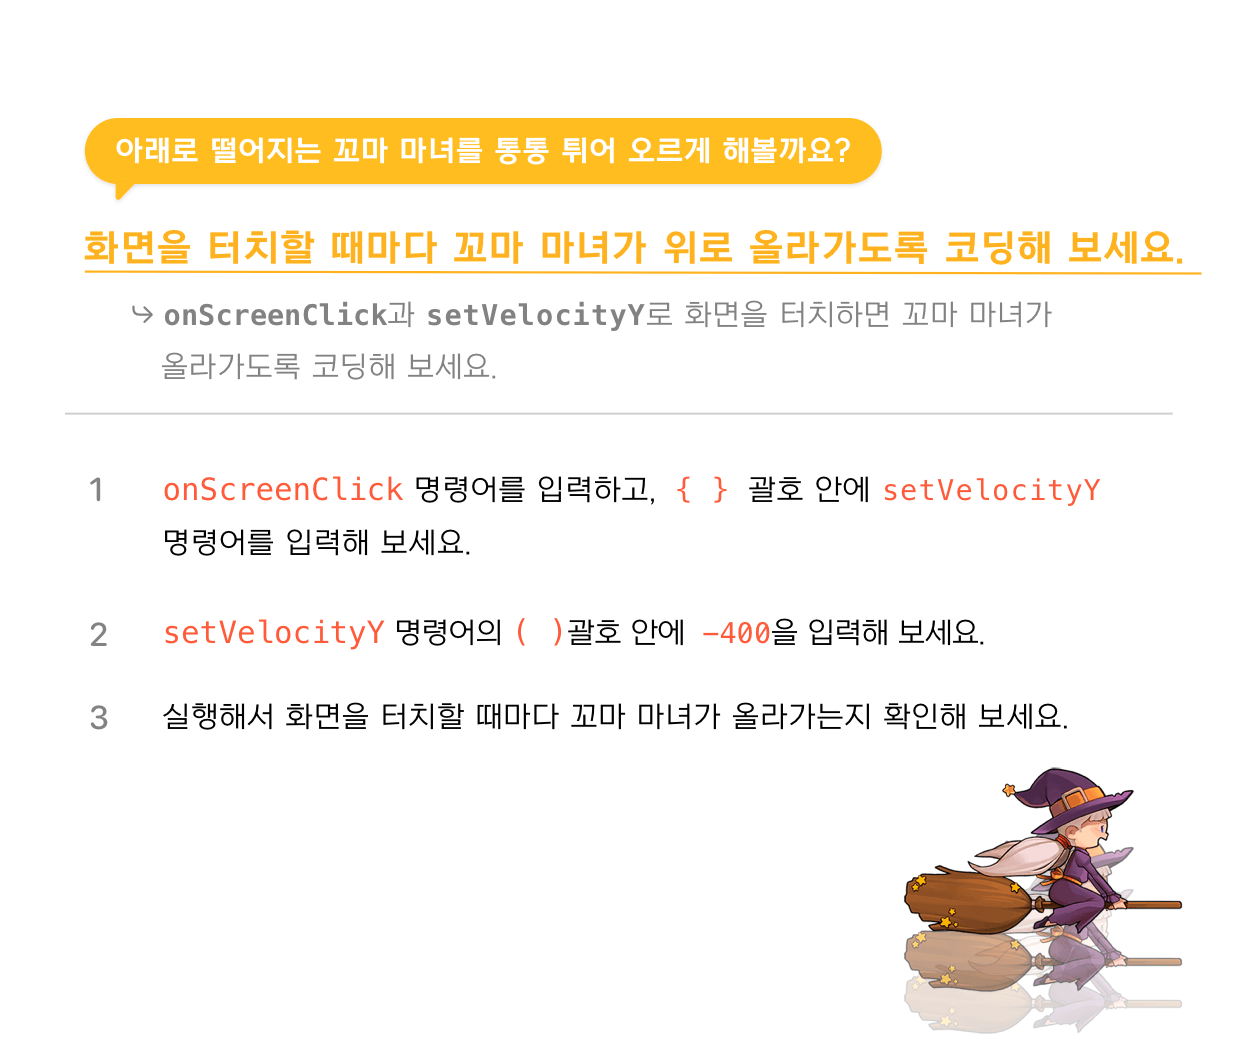 아래로 떨어지는 꼬마 마녀를 통통 튀어 오르게 해볼까요?
화면을 터치할 때마다 꼬마 마녀가 위로 올라가도록 코딩해 보세요.
↪ onScreenClick과 setVelocityY로 화면을 터치하면 꼬마 마녀가
올라가도록 코딩해 보세요.
1 onScreenClick 명령어를 입력하고, { } 괄호 안에 setVelocityY
명령어를 입력해 보세요.
2 setVelocityY 명령어의 ( )괄호 안에 -400을 입력해 보세요.
3 실행해서 화면을 터치할 때마다 꼬마 마녀가 올라가는지 확인해 보세요.